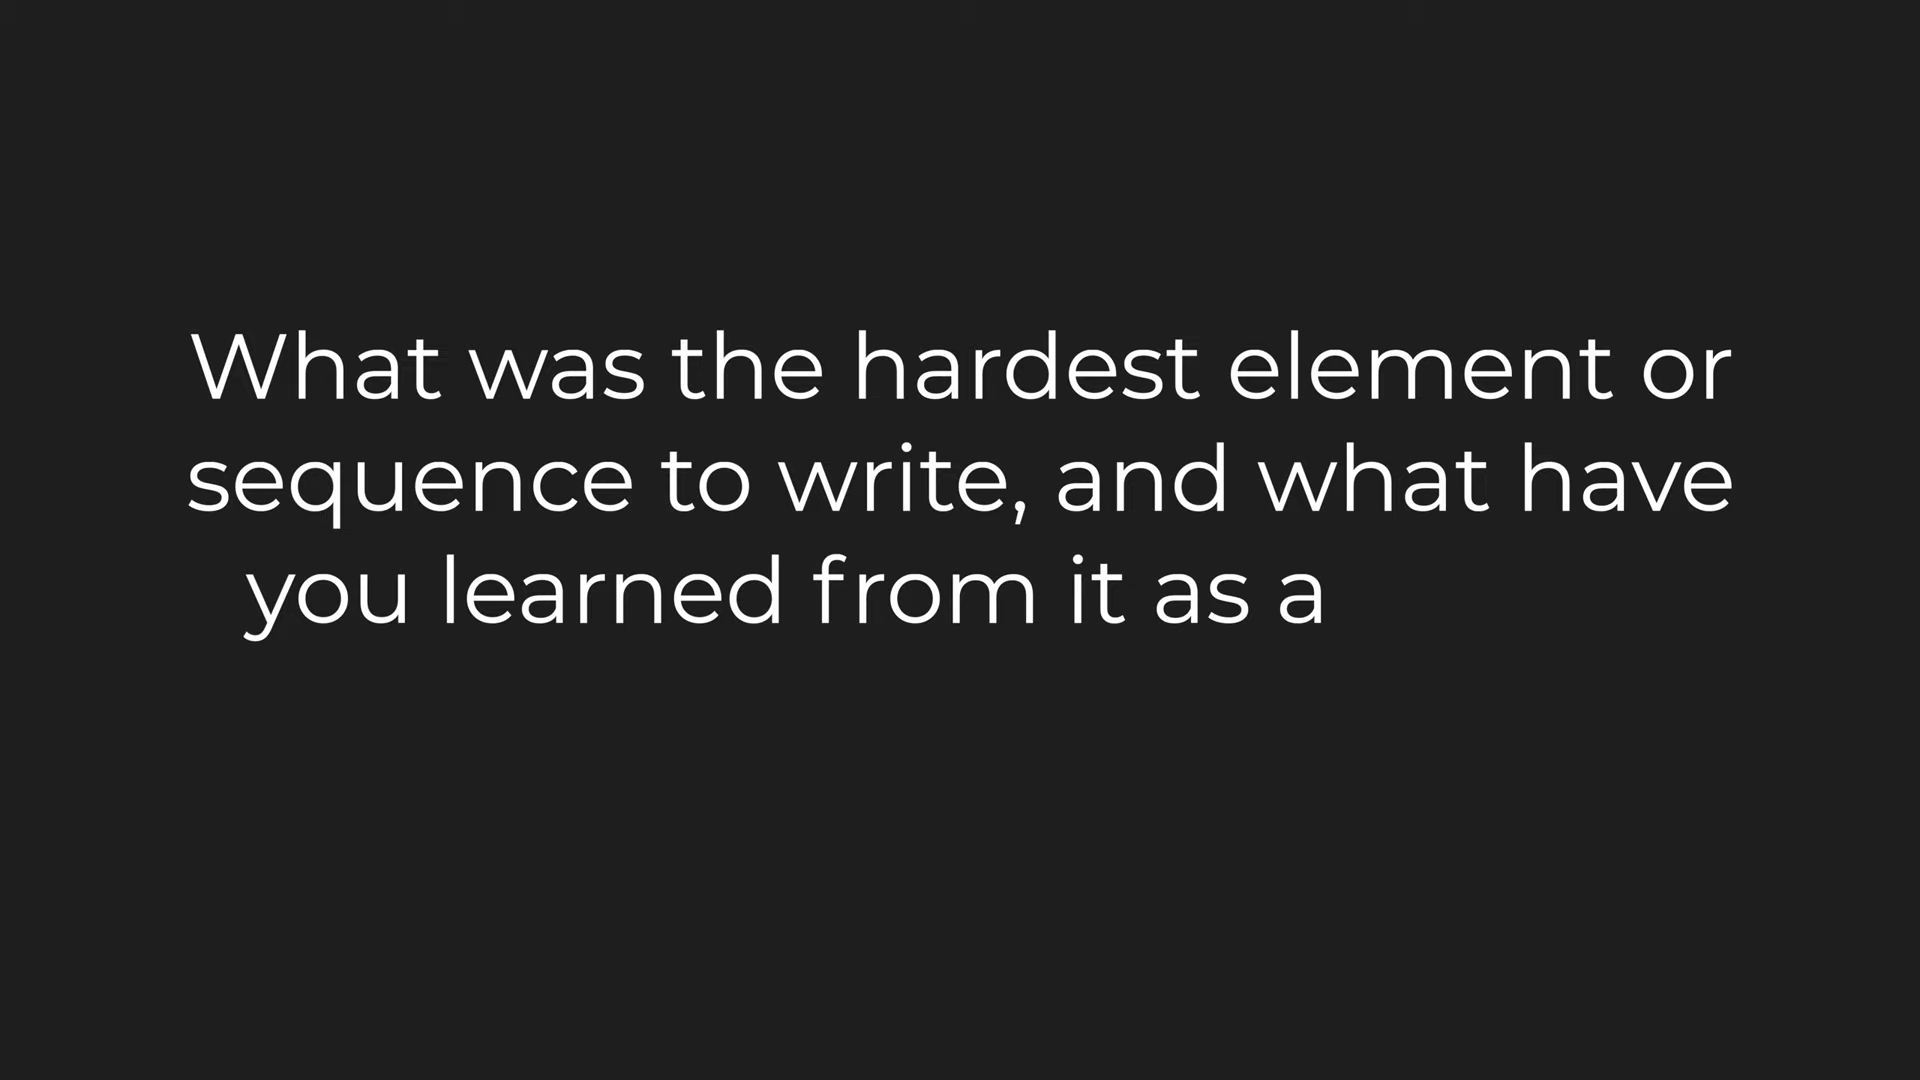 What was the hardest element or
sequence to write, and what have
you learned from it as a